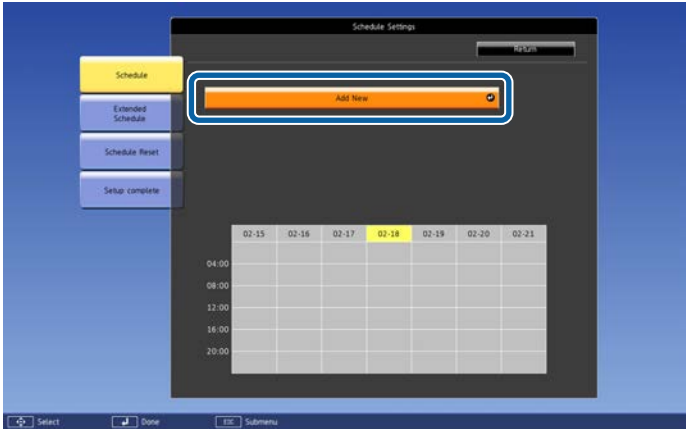 Schedule Settings
Return
Schedule
Add New
Extended
Schedule
Schedule Reset
Setup complete
02-15 02-16 02-17 02-18 02-19 02-20 02-21
04:00
08:00
12:00
16:00
20:00
Select Done ESC Submenu